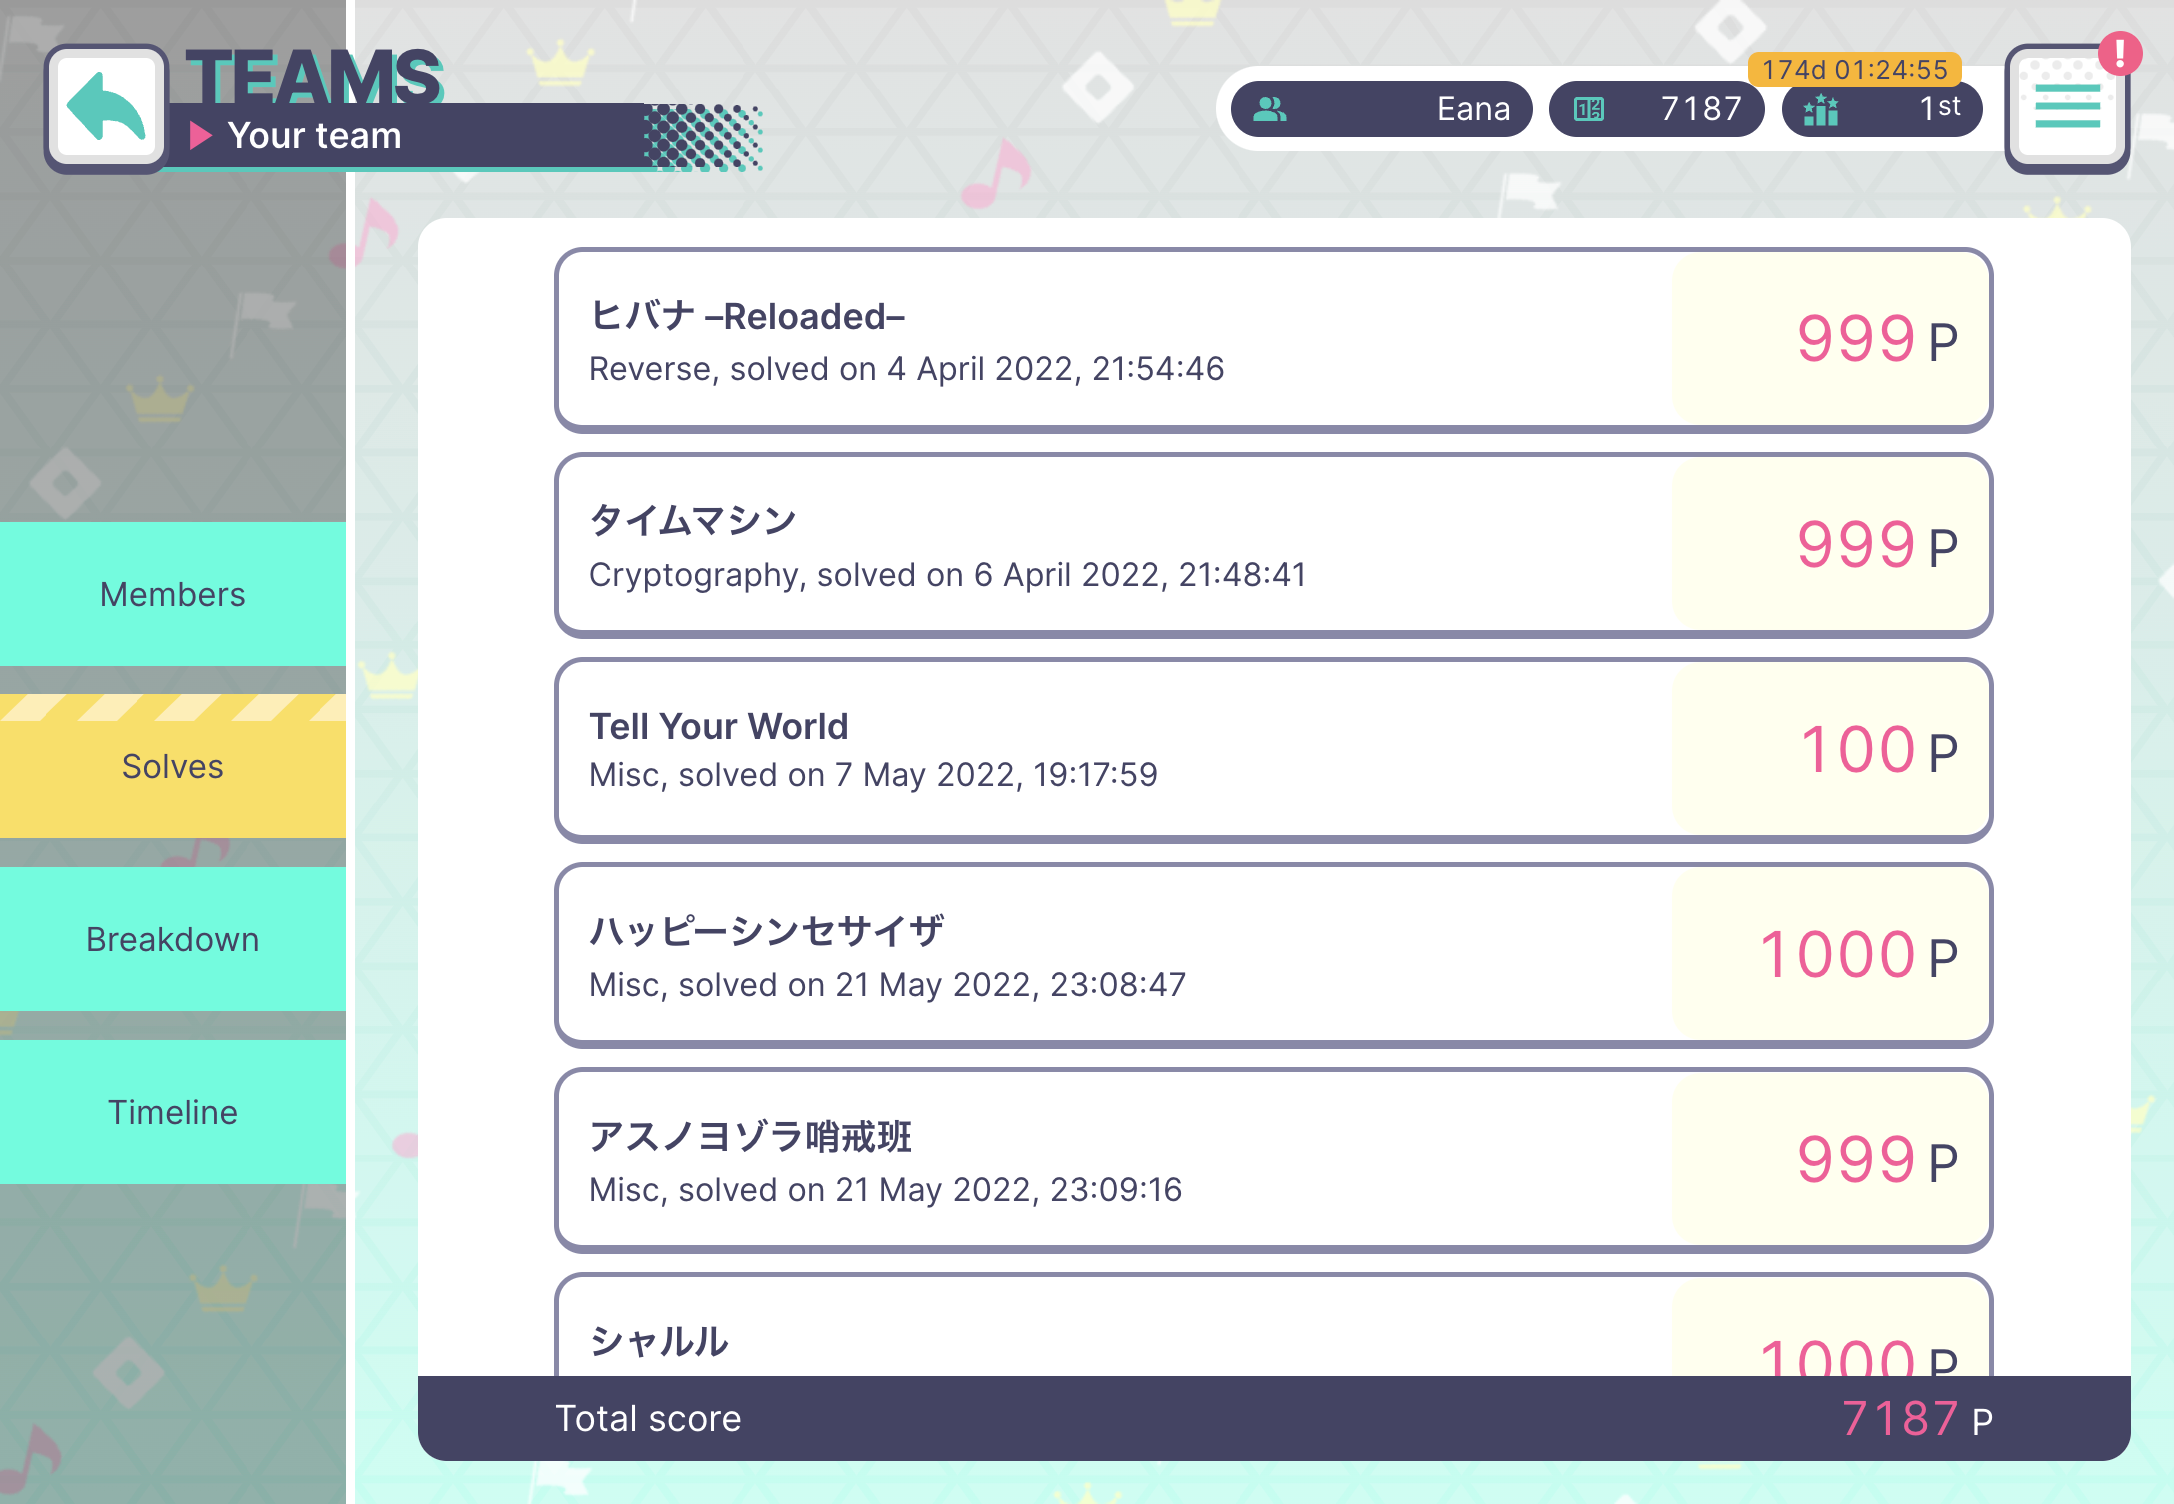 TEAMS
Your team
Eana
7187
174d 01:24:55
1st
!
Members
Solves
Breakdown
Timeline
ヒバナ –Reloaded–
Reverse, solved on 4 April 2022, 21:54:46
999 P
タイムマシン
Cryptography, solved on 6 April 2022, 21:48:41
999 P
Tell Your World
Misc, solved on 7 May 2022, 19:17:59
100 P
ハッピーシンセサイザ
Misc, solved on 21 May 2022, 23:08:47
1000 P
アスノヨゾラ哨戒班
Misc, solved on 21 May 2022, 23:09:16
999 P
シャルル
1000 P
Total score
7187 P